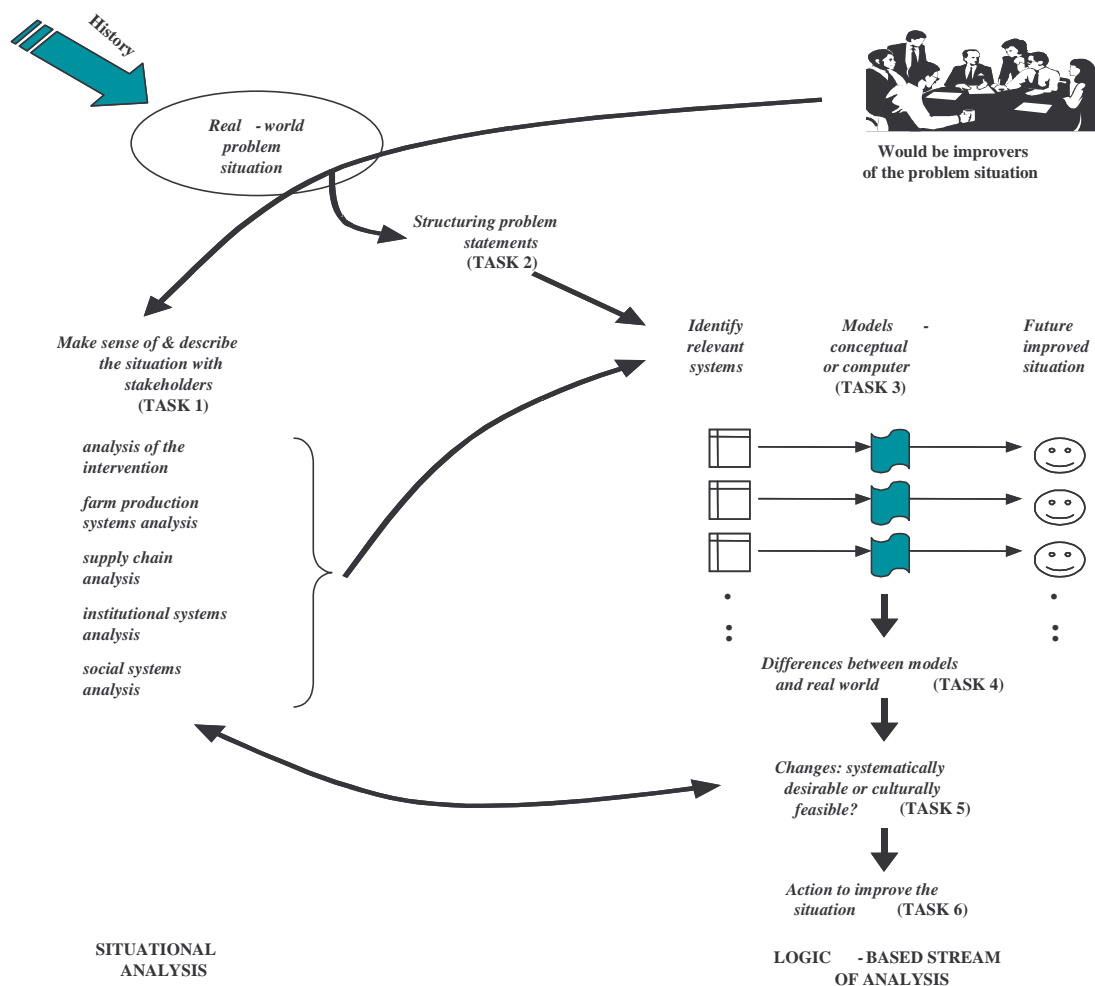 History
Real - world
problem
situation
Would be improvers
of the problem situation
Structuring problem
statements
(TASK 2)
Make sense of & describe
the situation with
stakeholders
(TASK 1)
analysis of the
intervention
farm production
systems analysis
supply chain
analysis
institutional systems
analysis
social systems
analysis
Identify
relevant
systems
Models -
conceptual
or computer
(TASK 3)
Future
improved
situation
Differences between models
and real world (TASK 4)
Changes: systematically
desirable or culturally
feasible? (TASK 5)
Action to improve the
situation (TASK 6)
SITUATIONAL
ANALYSIS
LOGIC - BASED STREAM
OF ANALYSIS